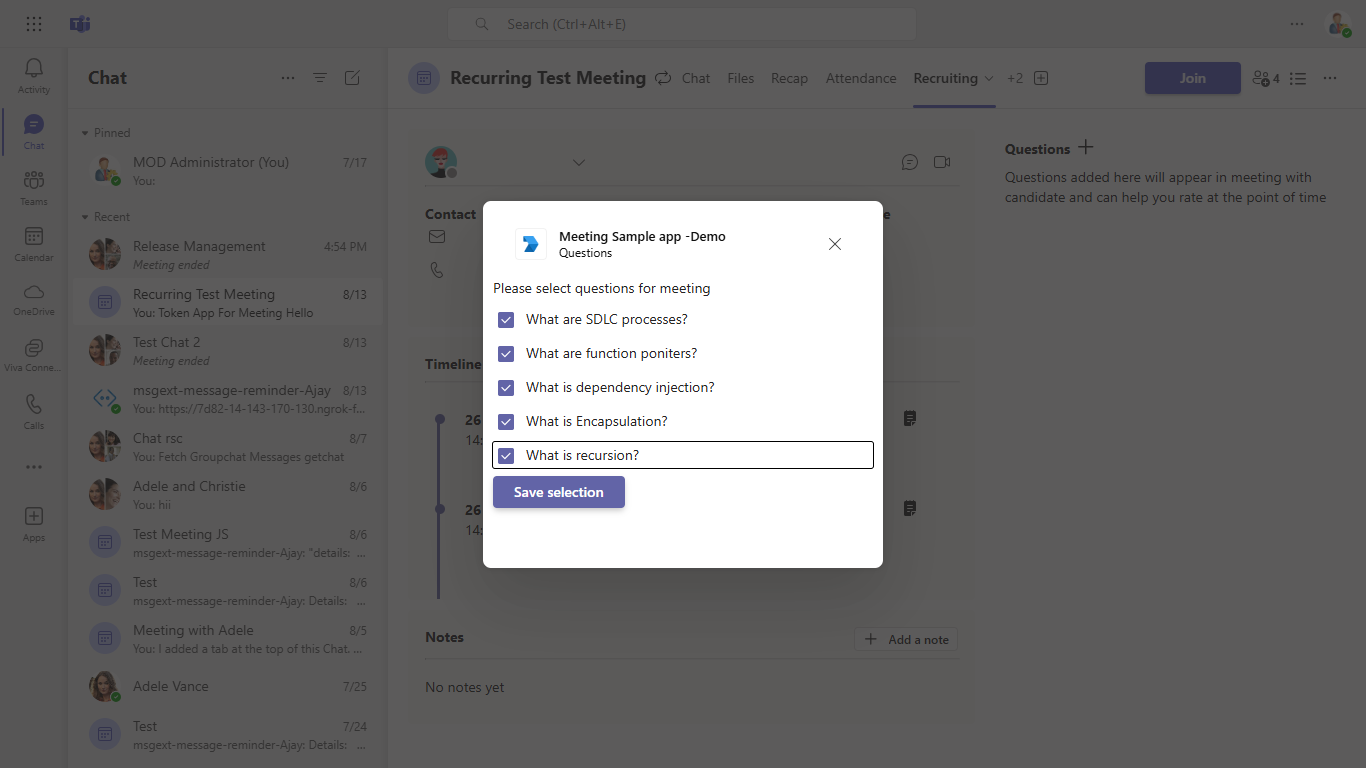 Search (Ctrl+Alt+E)
Activity
Chat
Teams
Calendar
OneDrive
Viva Conne...
Calls
Apps
Chat
Pinned
MOD Administrator (You) 7/17
You:
Recent
Release Management 4:54 PM
Meeting ended
Recurring Test Meeting 8/13
You: Token App For Meeting Hello
Test Chat 2 8/13
Meeting ended
msgext-message-reminder-Ajay 8/13
You: https://7d82-14-143-170-130.ngrok-f...
Chat rsc 8/7
You: Fetch Groupchat Messages getchat
Adele and Christie 8/6
You: hii
Test Meeting JS 8/6
msgext-message-reminder-Ajay: "details: ...
Test 8/6
msgext-message-reminder-Ajay: Details: ...
Meeting with Adele 8/5
You: I added a tab at the top of this Chat. ...
Adele Vance 7/25
Test 7/24
msgext-message-reminder-Ajay: Details: ...
Recurring Test Meeting Chat Files Recap Attendance Recruiting +2 Join 4
Contact
Timeline
26
14:
26
14:
Notes Add a note
No notes yet
Questions
Questions added here will appear in meeting with
candidate and can help you rate at the point of time
Meeting Sample app -Demo
Questions
Please select questions for meeting
What are SDLC processes?
What are function poniters?
What is dependency injection?
What is Encapsulation?
What is recursion?
Save selection